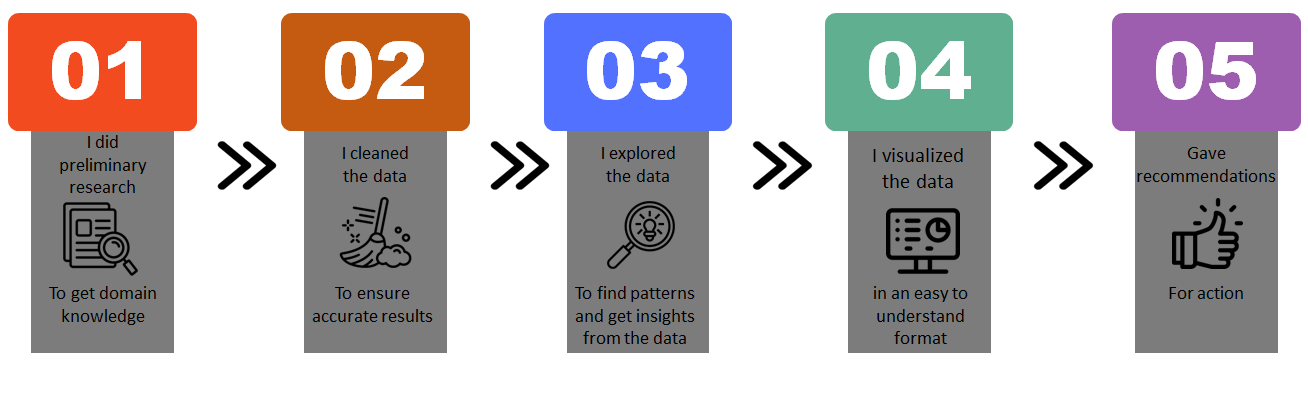 01
I did
preliminary
research
To get domain
knowledge
02
I cleaned
the data
To ensure
accurate results
03
I explored
the data
To find patterns
and get insights
from the data
04
I visualized
the data
in an easy to
understand
format
05
Gave
recommendations
For action